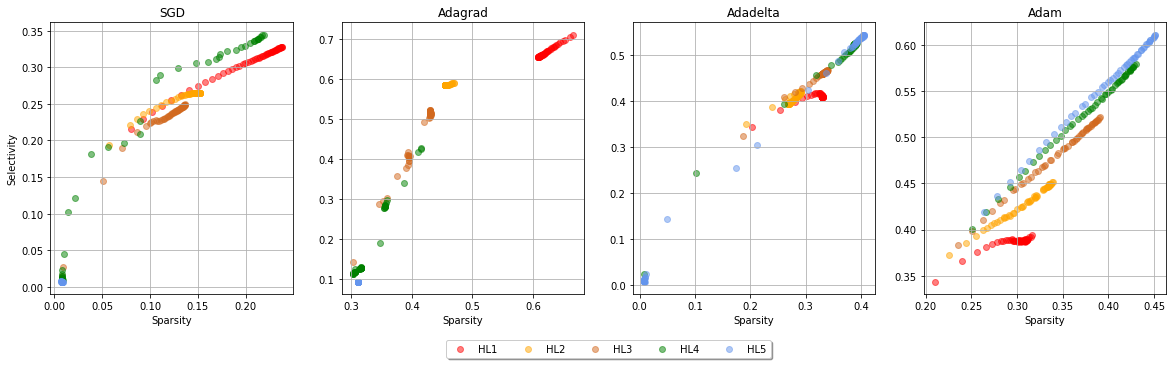 SGD
Adagrad
Adadelta
Adam
Selectivity
0.35
0.30
0.25
0.20
0.15
0.10
0.05
0.00
0.00 0.05 0.10 0.15 0.20
Sparsity
0.7
0.6
0.5
0.4
0.3
0.2
0.1
0.3 0.4 0.5 0.6
Sparsity
0.5
0.4
0.3
0.2
0.1
0.0
0.0 0.1 0.2 0.3 0.4
Sparsity
0.60
0.55
0.50
0.45
0.40
0.35
0.20 0.25 0.30 0.35 0.40 0.45
Sparsity
HL1 HL2 HL3 HL4 HL5